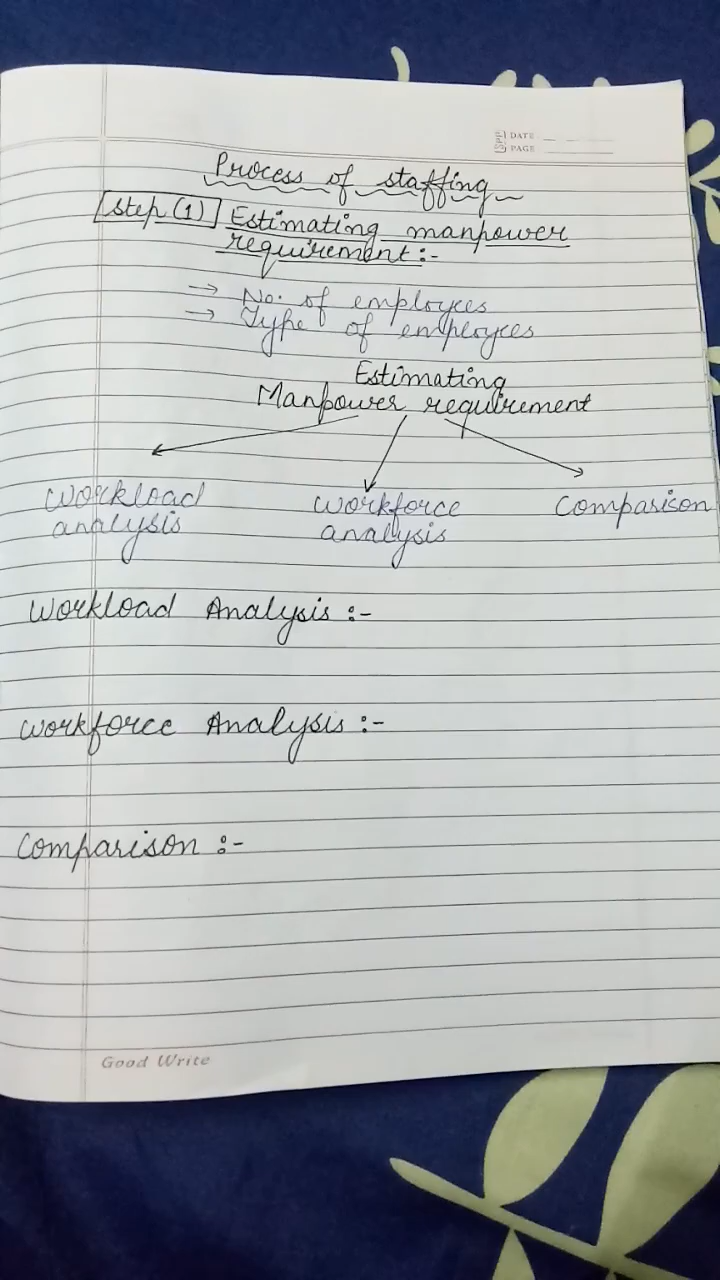 DATE
PAGE
Process of staffing
Step (1) Estimating manpower
requirement :-
→ No. of employees
→ Type of employees
Estimating
Manpower requirement
Workload
analysis
Workforce
analysis
Comparison
Workload Analysis :-
Workforce Analysis :-
Comparison :-
Good Write